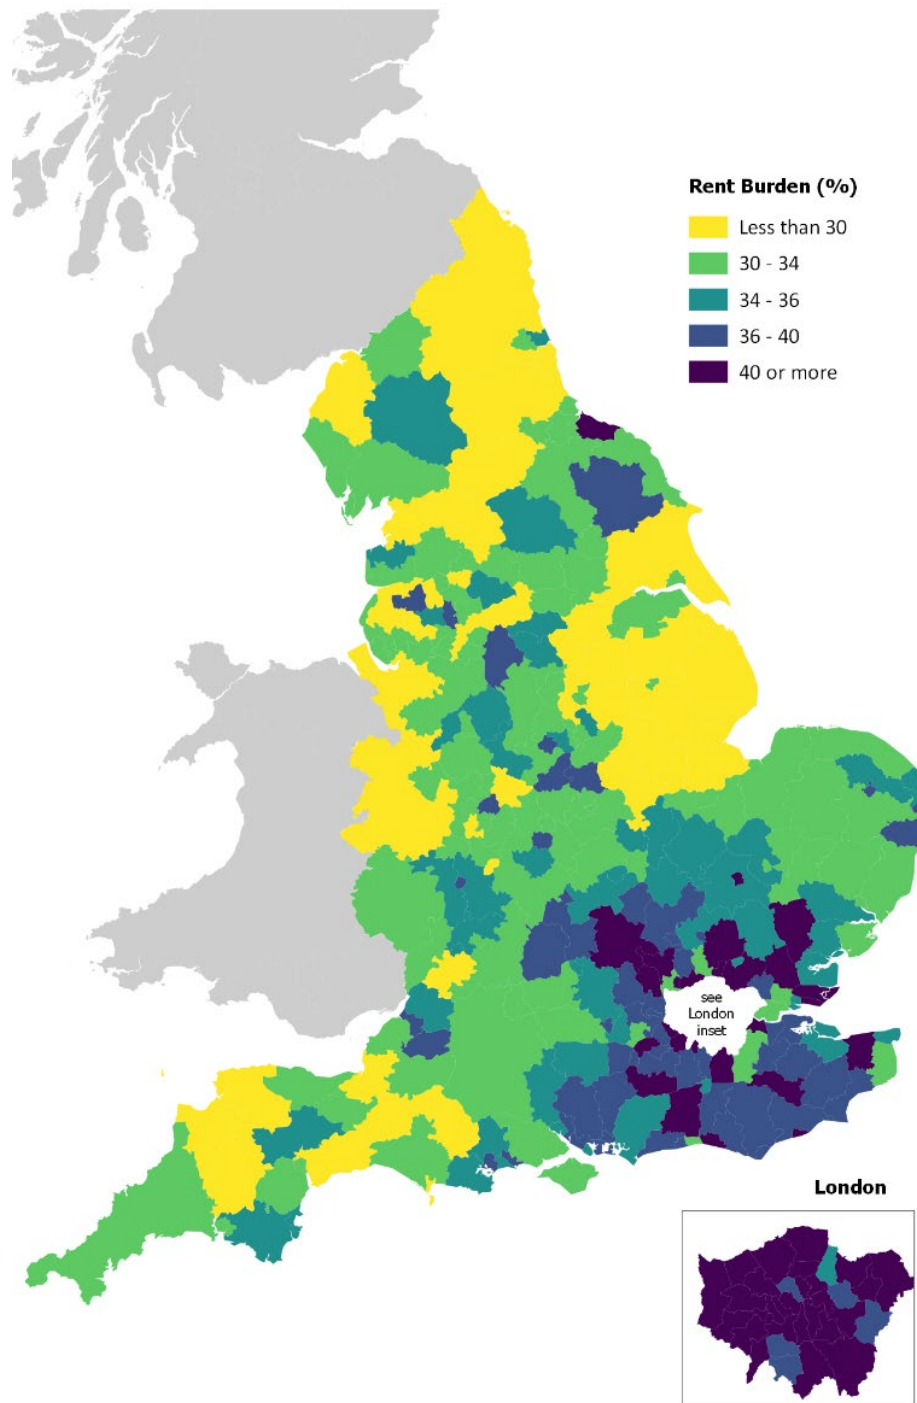 Rent Burden (%)
Less than 30
30 - 34
34 - 36
36 - 40
40 or more
see
London
inset
London